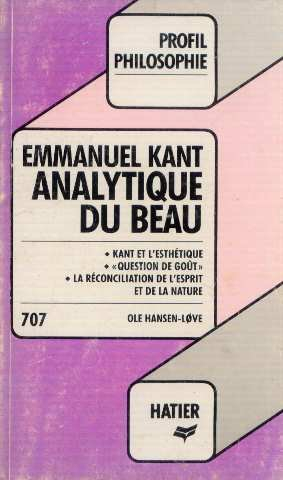 PROFIL
PHILOSOPHIE
EMMANUEL KANT
ANALYTIQUE
DU BEAU
• KANT ET L'ESTHÉTIQUE
• «QUESTION DE GOÛT»
• LA RÉCONCILIATION DE L'ESPRIT
ET DE LA NATURE
707
OLE HANSEN-LØVE
HATIER